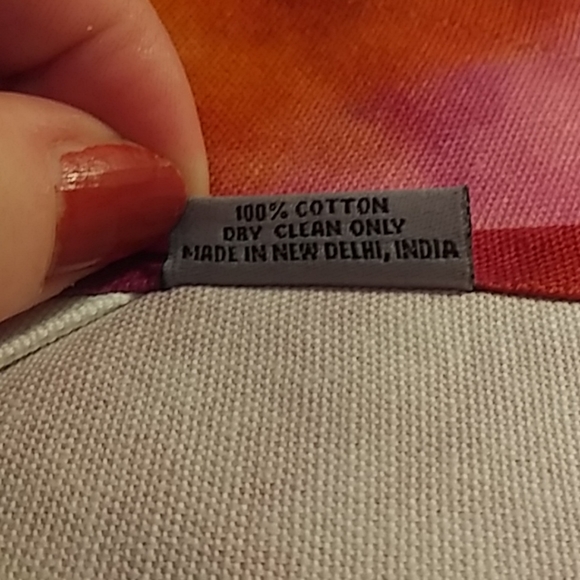 100% COTTON
DRY CLEAN ONLY
MADE IN NEW DELHI, INDIA